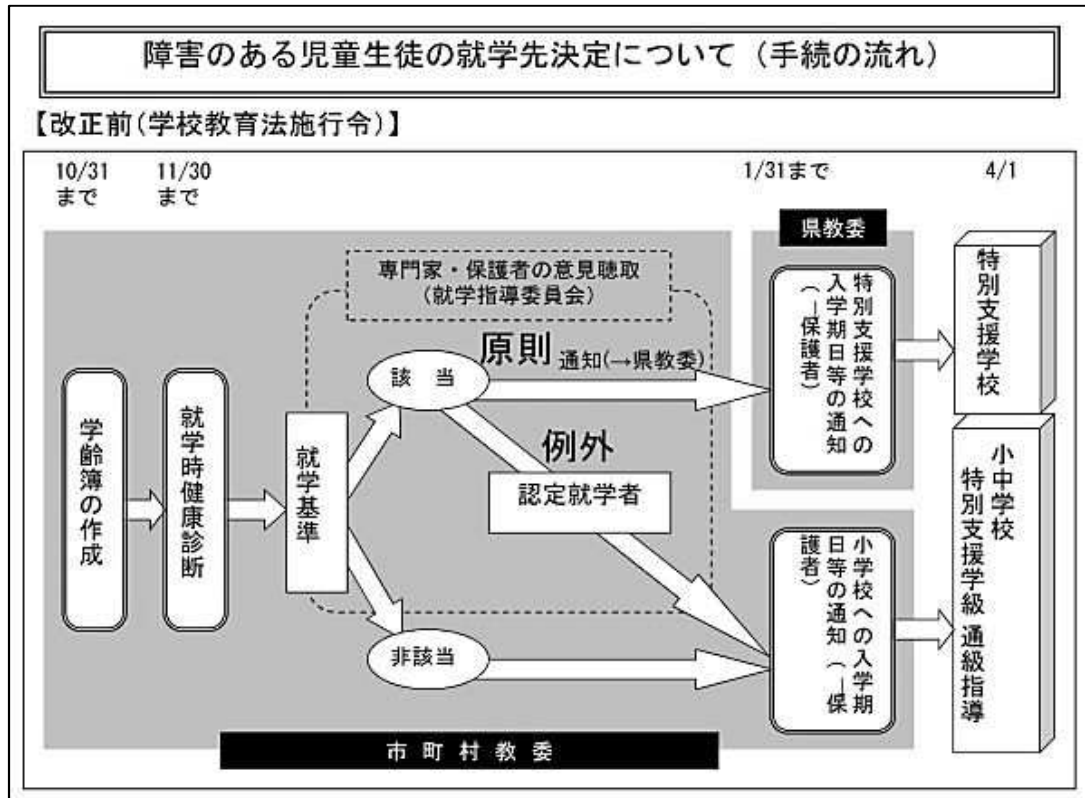 障害のある児童生徒の就学先決定について（手続の流れ）
【改正前(学校教育法施行令)】
10/31
まで
11/30
まで
1/31まで
4/1
県教委
専門家・保護者の意見聴取
(就学指導委員会)
学齢簿の作成
就学時健康診断
就学基準
原則
通知(→県教委)
該　当
例外
認定就学者
非該当
特別支援学校への
入学期日等の通知
（→保護者）
小学校への入学期
日等の通知（→保
護者）
特別支援学校
小中学校
特別支援学級 通級指導
市町村教委